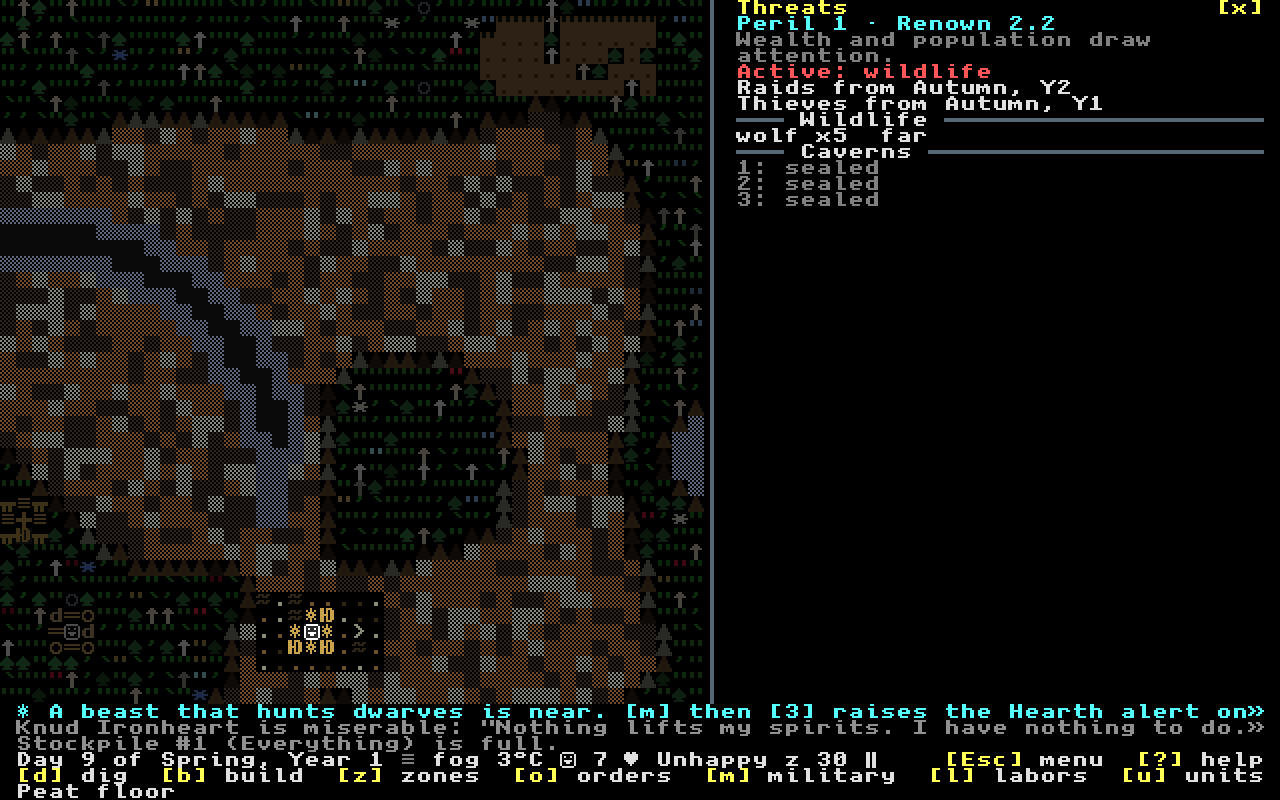 Threats [x]
Peril 1 · Renown 2.2
Wealth and population draw
attention.
Active: wildlife
Raids from Autumn, Y2
Thieves from Autumn, Y1
Wildlife
wolf x5 far
Caverns
1: sealed
2: sealed
3: sealed
* A beast that hunts dwarves is near. [m] then [3] raises the Hearth alert on»
Knud Ironheart is miserable: "Nothing lifts my spirits. I have nothing to do.»
Stockpile #1 (Everything) is full.
Day 9 of Spring, Year 1 ≡ fog 3°C ☺ 7 ♥ Unhappy z 30 ‖ [Esc] menu [?] help
[d] dig [b] build [z] zones [o] orders [m] military [l] labors [u] units
Peat floor